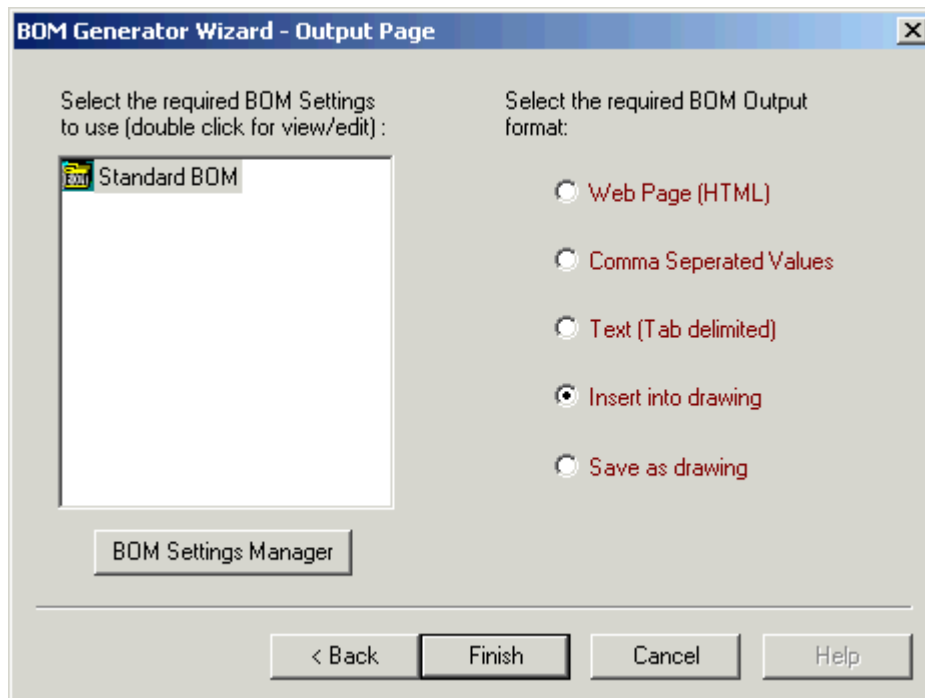 BOM Generator Wizard - Output Page
Select the required BOM Settings
to use (double click for view/edit) :
BOM
Standard BOM
BOM Settings Manager
Select the required BOM Output
format:
Web Page (HTML)
Comma Seperated Values
Text (Tab delimited)
Insert into drawing
Save as drawing
< Back
Finish
Cancel
Help